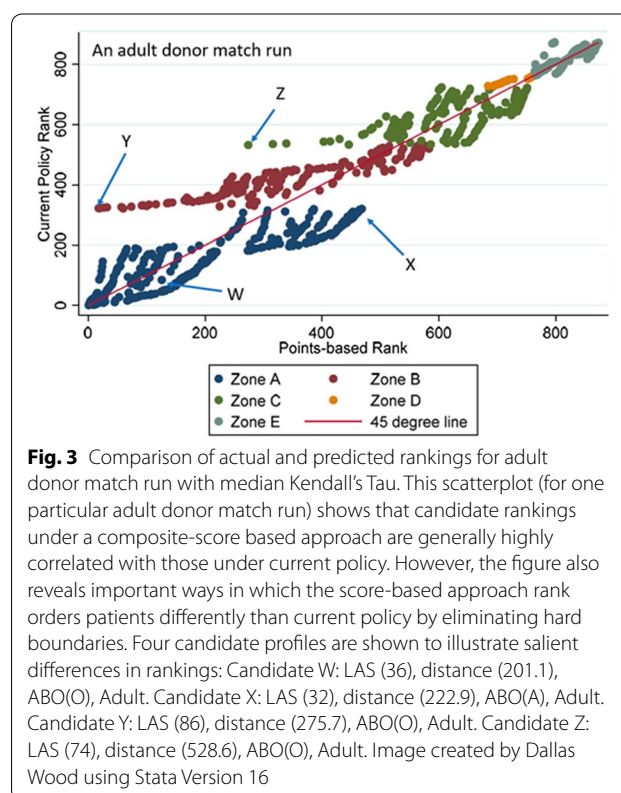 An adult donor match run
Z
Y
X
W
Current Policy Rank
800
600
400
200
0
0 200 400 600 800
Points-based Rank
Zone A Zone B
Zone C Zone D
Zone E 45 degree line
Fig. 3 Comparison of actual and predicted rankings for adult
donor match run with median Kendall's Tau. This scatterplot (for one
particular adult donor match run) shows that candidate rankings
under a composite-score based approach are generally highly
correlated with those under current policy. However, the figure also
reveals important ways in which the score-based approach rank
orders patients differently than current policy by eliminating hard
boundaries. Four candidate profiles are shown to illustrate salient
differences in rankings: Candidate W: LAS (36), distance (201.1),
ABO(O), Adult. Candidate X: LAS (32), distance (222.9), ABO(A), Adult.
Candidate Y: LAS (86), distance (275.7), ABO(O), Adult. Candidate Z:
LAS (74), distance (528.6), ABO(O), Adult. Image created by Dallas
Wood using Stata Version 16